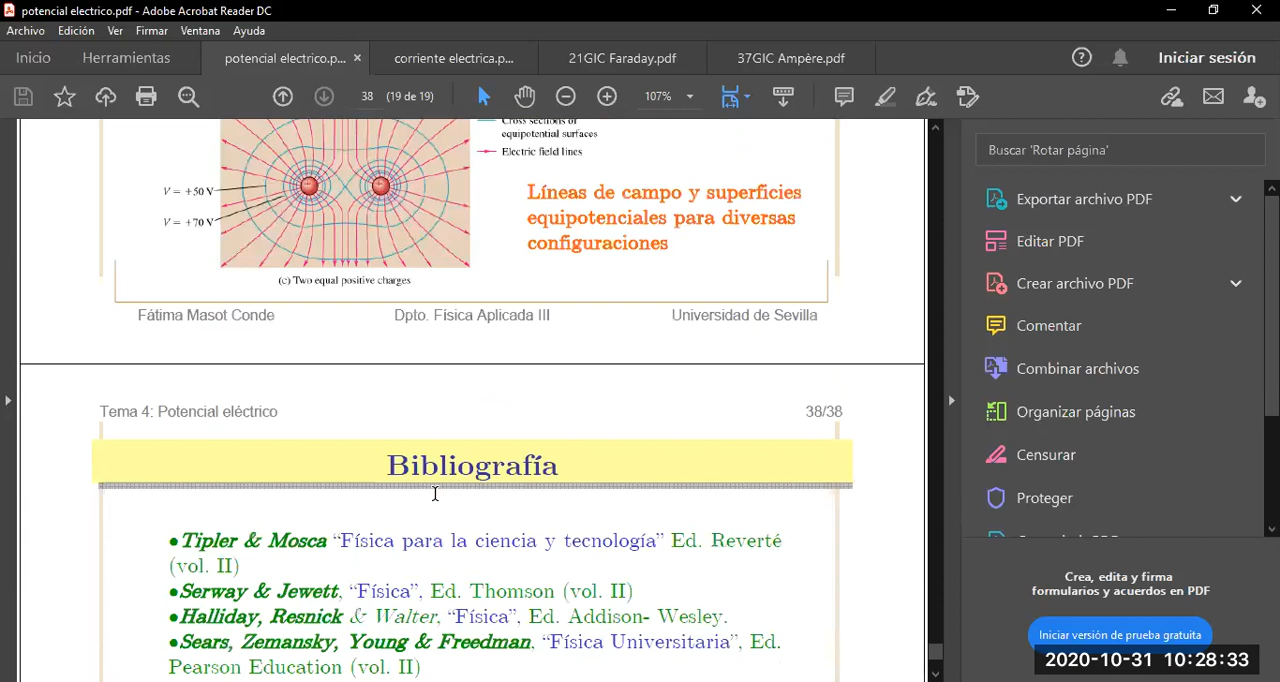 potencial electrico.pdf - Adobe Acrobat Reader DC
Archivo Edición Ver Firmar Ventana Ayuda
Inicio Herramientas potencial electrico.p... × corriente electrica.p... 21GIC Faraday.pdf 37GIC Ampère.pdf Iniciar sesión
38 (19 de 19) 107%
Cross sections of
equipotential surfaces
Electric field lines
V = +50 V
V = +70 V
Líneas de campo y superficies
equipotenciales para diversas
configuraciones
(c) Two equal positive charges
Fátima Masot Conde Dpto. Física Aplicada III Universidad de Sevilla
Tema 4: Potencial eléctrico 38/38
Bibliografía
•Tipler & Mosca “Física para la ciencia y tecnología” Ed. Reverté
(vol. II)
•Serway & Jewett, “Física”, Ed. Thomson (vol. II)
•Halliday, Resnick & Walter, “Física”, Ed. Addison- Wesley.
•Sears, Zemansky, Young & Freedman, “Física Universitaria”, Ed.
Pearson Education (vol. II)
Buscar 'Rotar página'
Exportar archivo PDF
Editar PDF
Crear archivo PDF
Comentar
Combinar archivos
Organizar páginas
Censurar
Proteger
Crea, edita y firma
formularios y acuerdos en PDF
Iniciar versión de prueba gratuita
2020-10-31 10:28:33